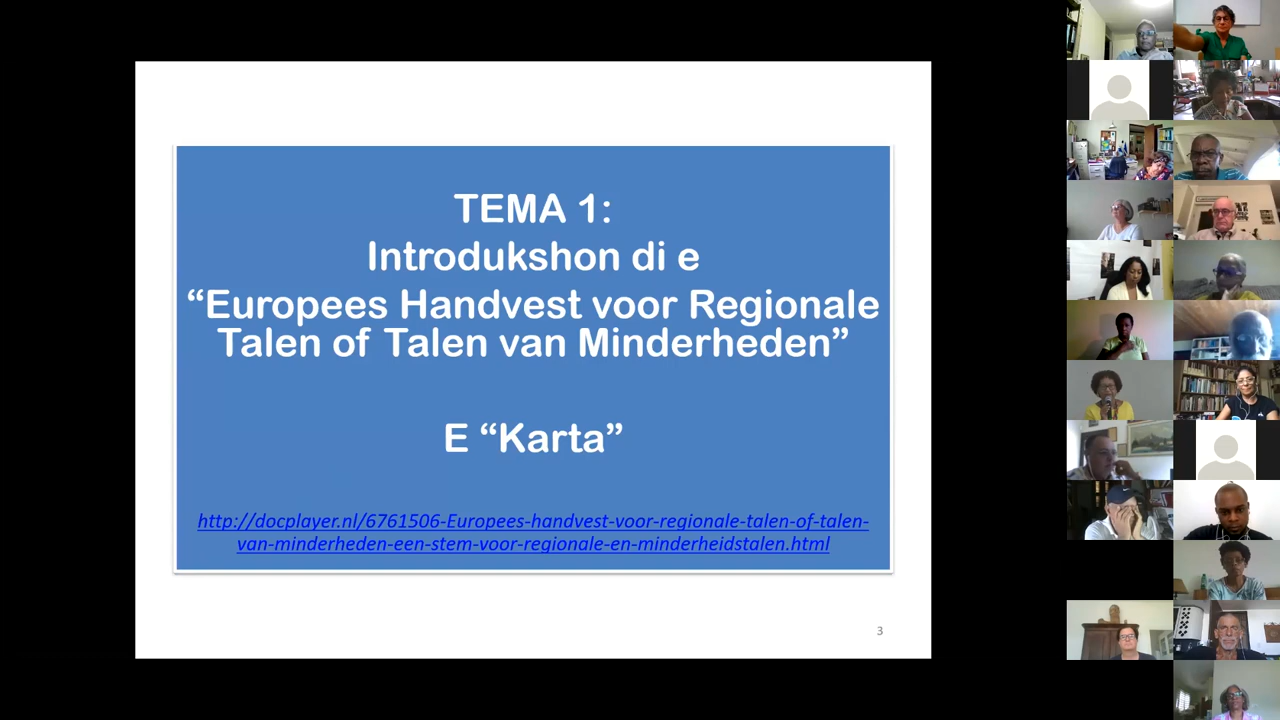 TEMA 1:
Introdukshon di e
“Europees Handvest voor Regionale
Talen of Talen van Minderheden”
E “Karta”
http://docplayer.nl/6761506-Europees-handvest-voor-regionale-talen-of-talen-
van-minderheden-een-stem-voor-regionale-en-minderheidstalen.html
3